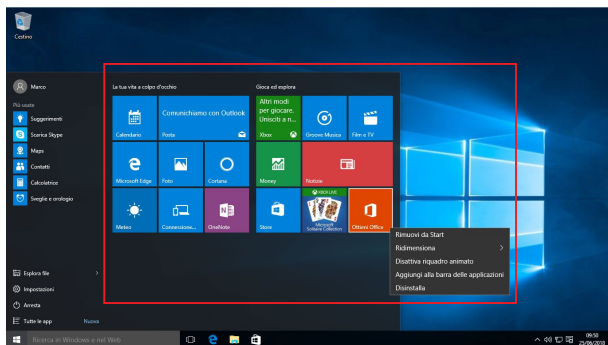 Cestino
Marco
Più usate
Suggerimenti
Scarica Skype
Maps
Contatti
Calcolatrice
Sveglie e orologio
Esplora file
Impostazioni
Arresta
Tutte le app
Nuova
La tua vita a colpo d'occhio
Calendario
Comunichiamo con Outlook
Posta
Microsoft Edge
Foto
Cortana
Meteo
Connessione...
OneNote
Gioca ed esplora
Altri modi
per giocare.
Unisciti a n...
Xbox
Groove Musica
Film e TV
Money
Notizie
Store
XBOX LIVE
Microsoft
Solitaire Collection
Ottieni Office
Rimuovi da Start
Ridimensiona
Disattiva riquadro animato
Aggiungi alla barra delle applicazioni
Disinstalla
Ricerca in Windows e nel Web
09:50
25/06/2018